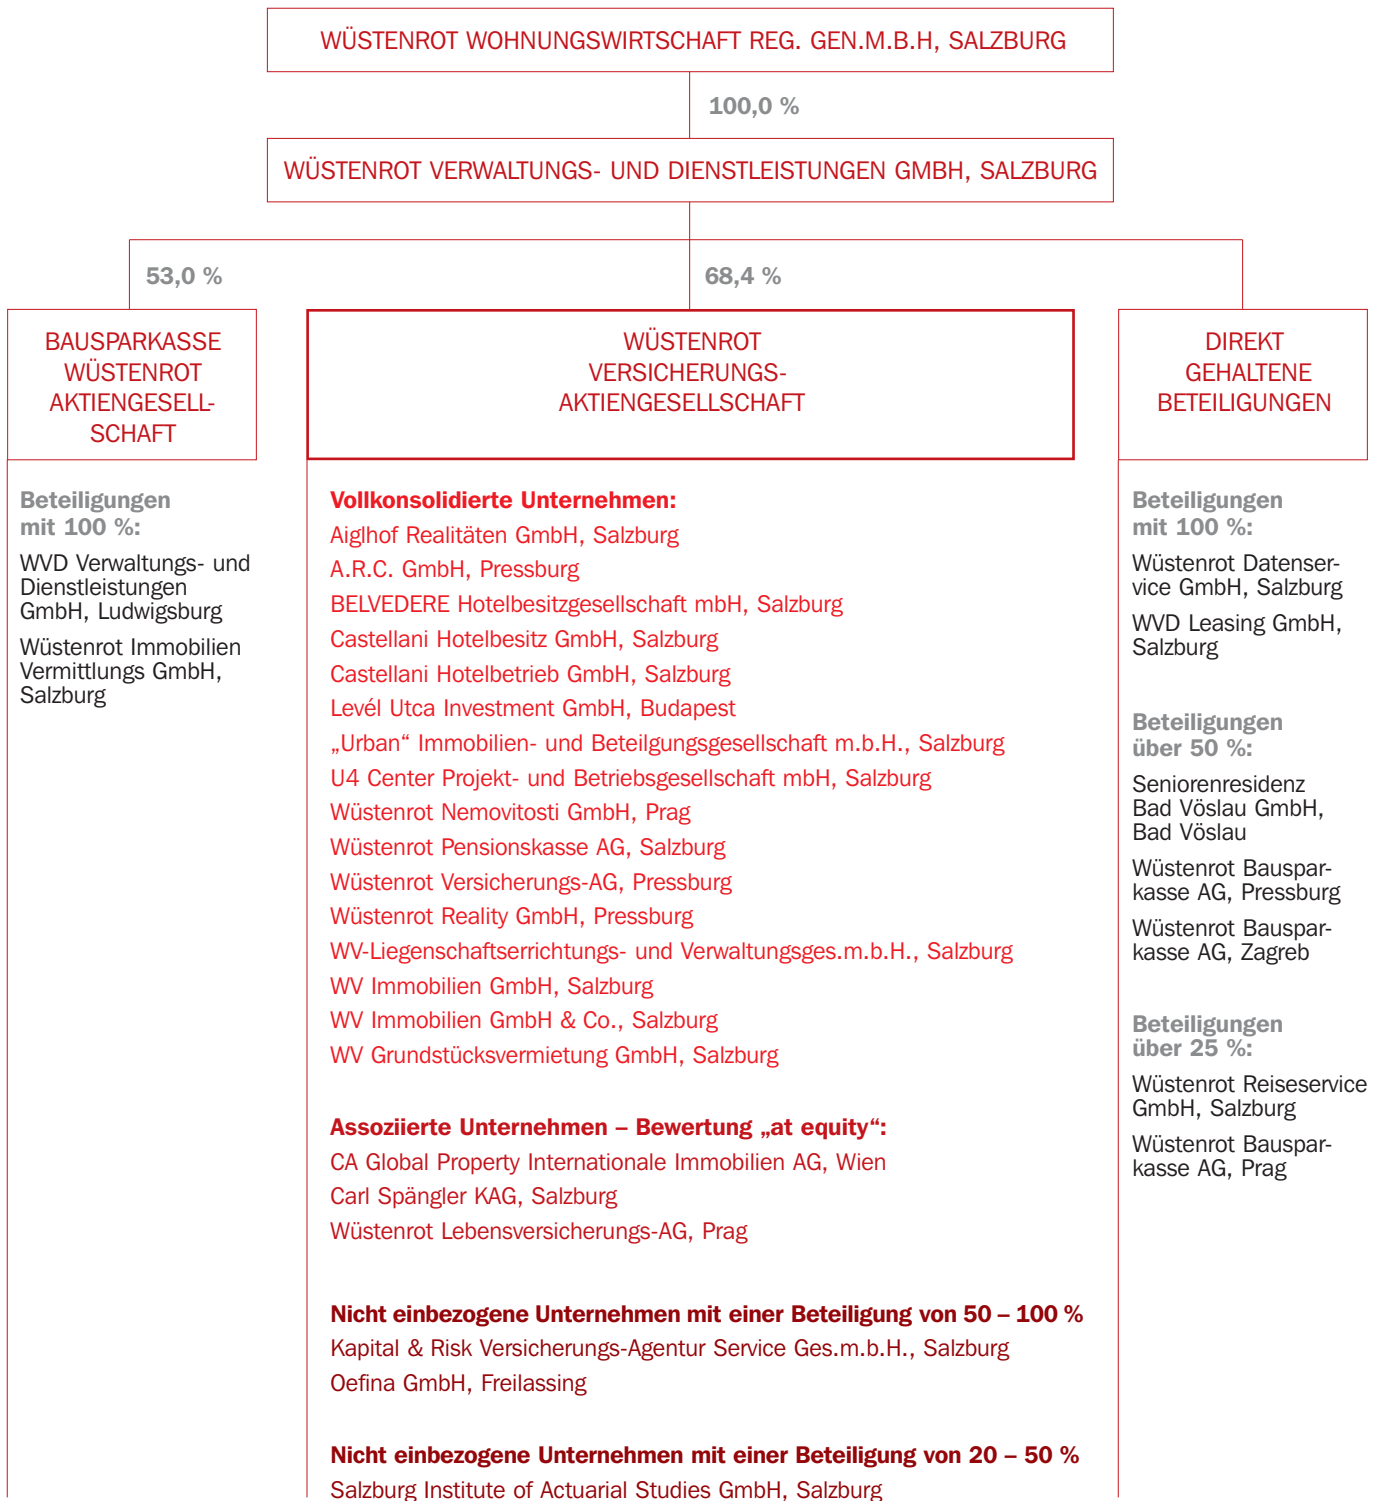 WÜSTENROT WOHNUNGSWIRTSCHAFT REG. GEN.M.B.H, SALZBURG
100,0 %
WÜSTENROT VERWALTUNGS- UND DIENSTLEISTUNGEN GMBH, SALZBURG
53,0 %
68,4 %
BAUSPARKASSE
WÜSTENROT
AKTIENGESELL-
SCHAFT
Beteiligungen
mit 100 %:
WVD Verwaltungs- und
Dienstleistungen
GmbH, Ludwigsburg
Wüstenrot Immobilien
Vermittlungs GmbH,
Salzburg
WÜSTENROT
VERSICHERUNGS-
AKTIENGESELLSCHAFT
Vollkonsolidierte Unternehmen:
Aiglhof Realitäten GmbH, Salzburg
A.R.C. GmbH, Pressburg
BELVEDERE Hotelbesitzgesellschaft mbH, Salzburg
Castellani Hotelbesitz GmbH, Salzburg
Castellani Hotelbetrieb GmbH, Salzburg
Levél Utca Investment GmbH, Budapest
„Urban“ Immobilien- und Beteilgungsgesellschaft m.b.H., Salzburg
U4 Center Projekt- und Betriebsgesellschaft mbH, Salzburg
Wüstenrot Nemovitosti GmbH, Prag
Wüstenrot Pensionskasse AG, Salzburg
Wüstenrot Versicherungs-AG, Pressburg
Wüstenrot Reality GmbH, Pressburg
WV-Liegenschaftserrichtungs- und Verwaltungsges.m.b.H., Salzburg
WV Immobilien GmbH, Salzburg
WV Immobilien GmbH & Co., Salzburg
WV Grundstücksvermietung GmbH, Salzburg
Assoziierte Unternehmen – Bewertung „at equity“:
CA Global Property Internationale Immobilien AG, Wien
Carl Spängler KAG, Salzburg
Wüstenrot Lebensversicherungs-AG, Prag
Nicht einbezogene Unternehmen mit einer Beteiligung von 50 – 100 %
Kapital & Risk Versicherungs-Agentur Service Ges.m.b.H., Salzburg
Oefina GmbH, Freilassing
Nicht einbezogene Unternehmen mit einer Beteiligung von 20 – 50 %
Salzburg Institute of Actuarial Studies GmbH, Salzburg
DIREKT
GEHALTENE
BETEILIGUNGEN
Beteiligungen
mit 100 %:
Wüstenrot Datenser-
vice GmbH, Salzburg
WVD Leasing GmbH,
Salzburg
Beteiligungen
über 50 %:
Seniorenresidenz
Bad Vöslau GmbH,
Bad Vöslau
Wüstenrot Bauspar-
kasse AG, Pressburg
Wüstenrot Bauspar-
kasse AG, Zagreb
Beteiligungen
über 25 %:
Wüstenrot Reiseservice
GmbH, Salzburg
Wüstenrot Bauspar-
kasse AG, Prag